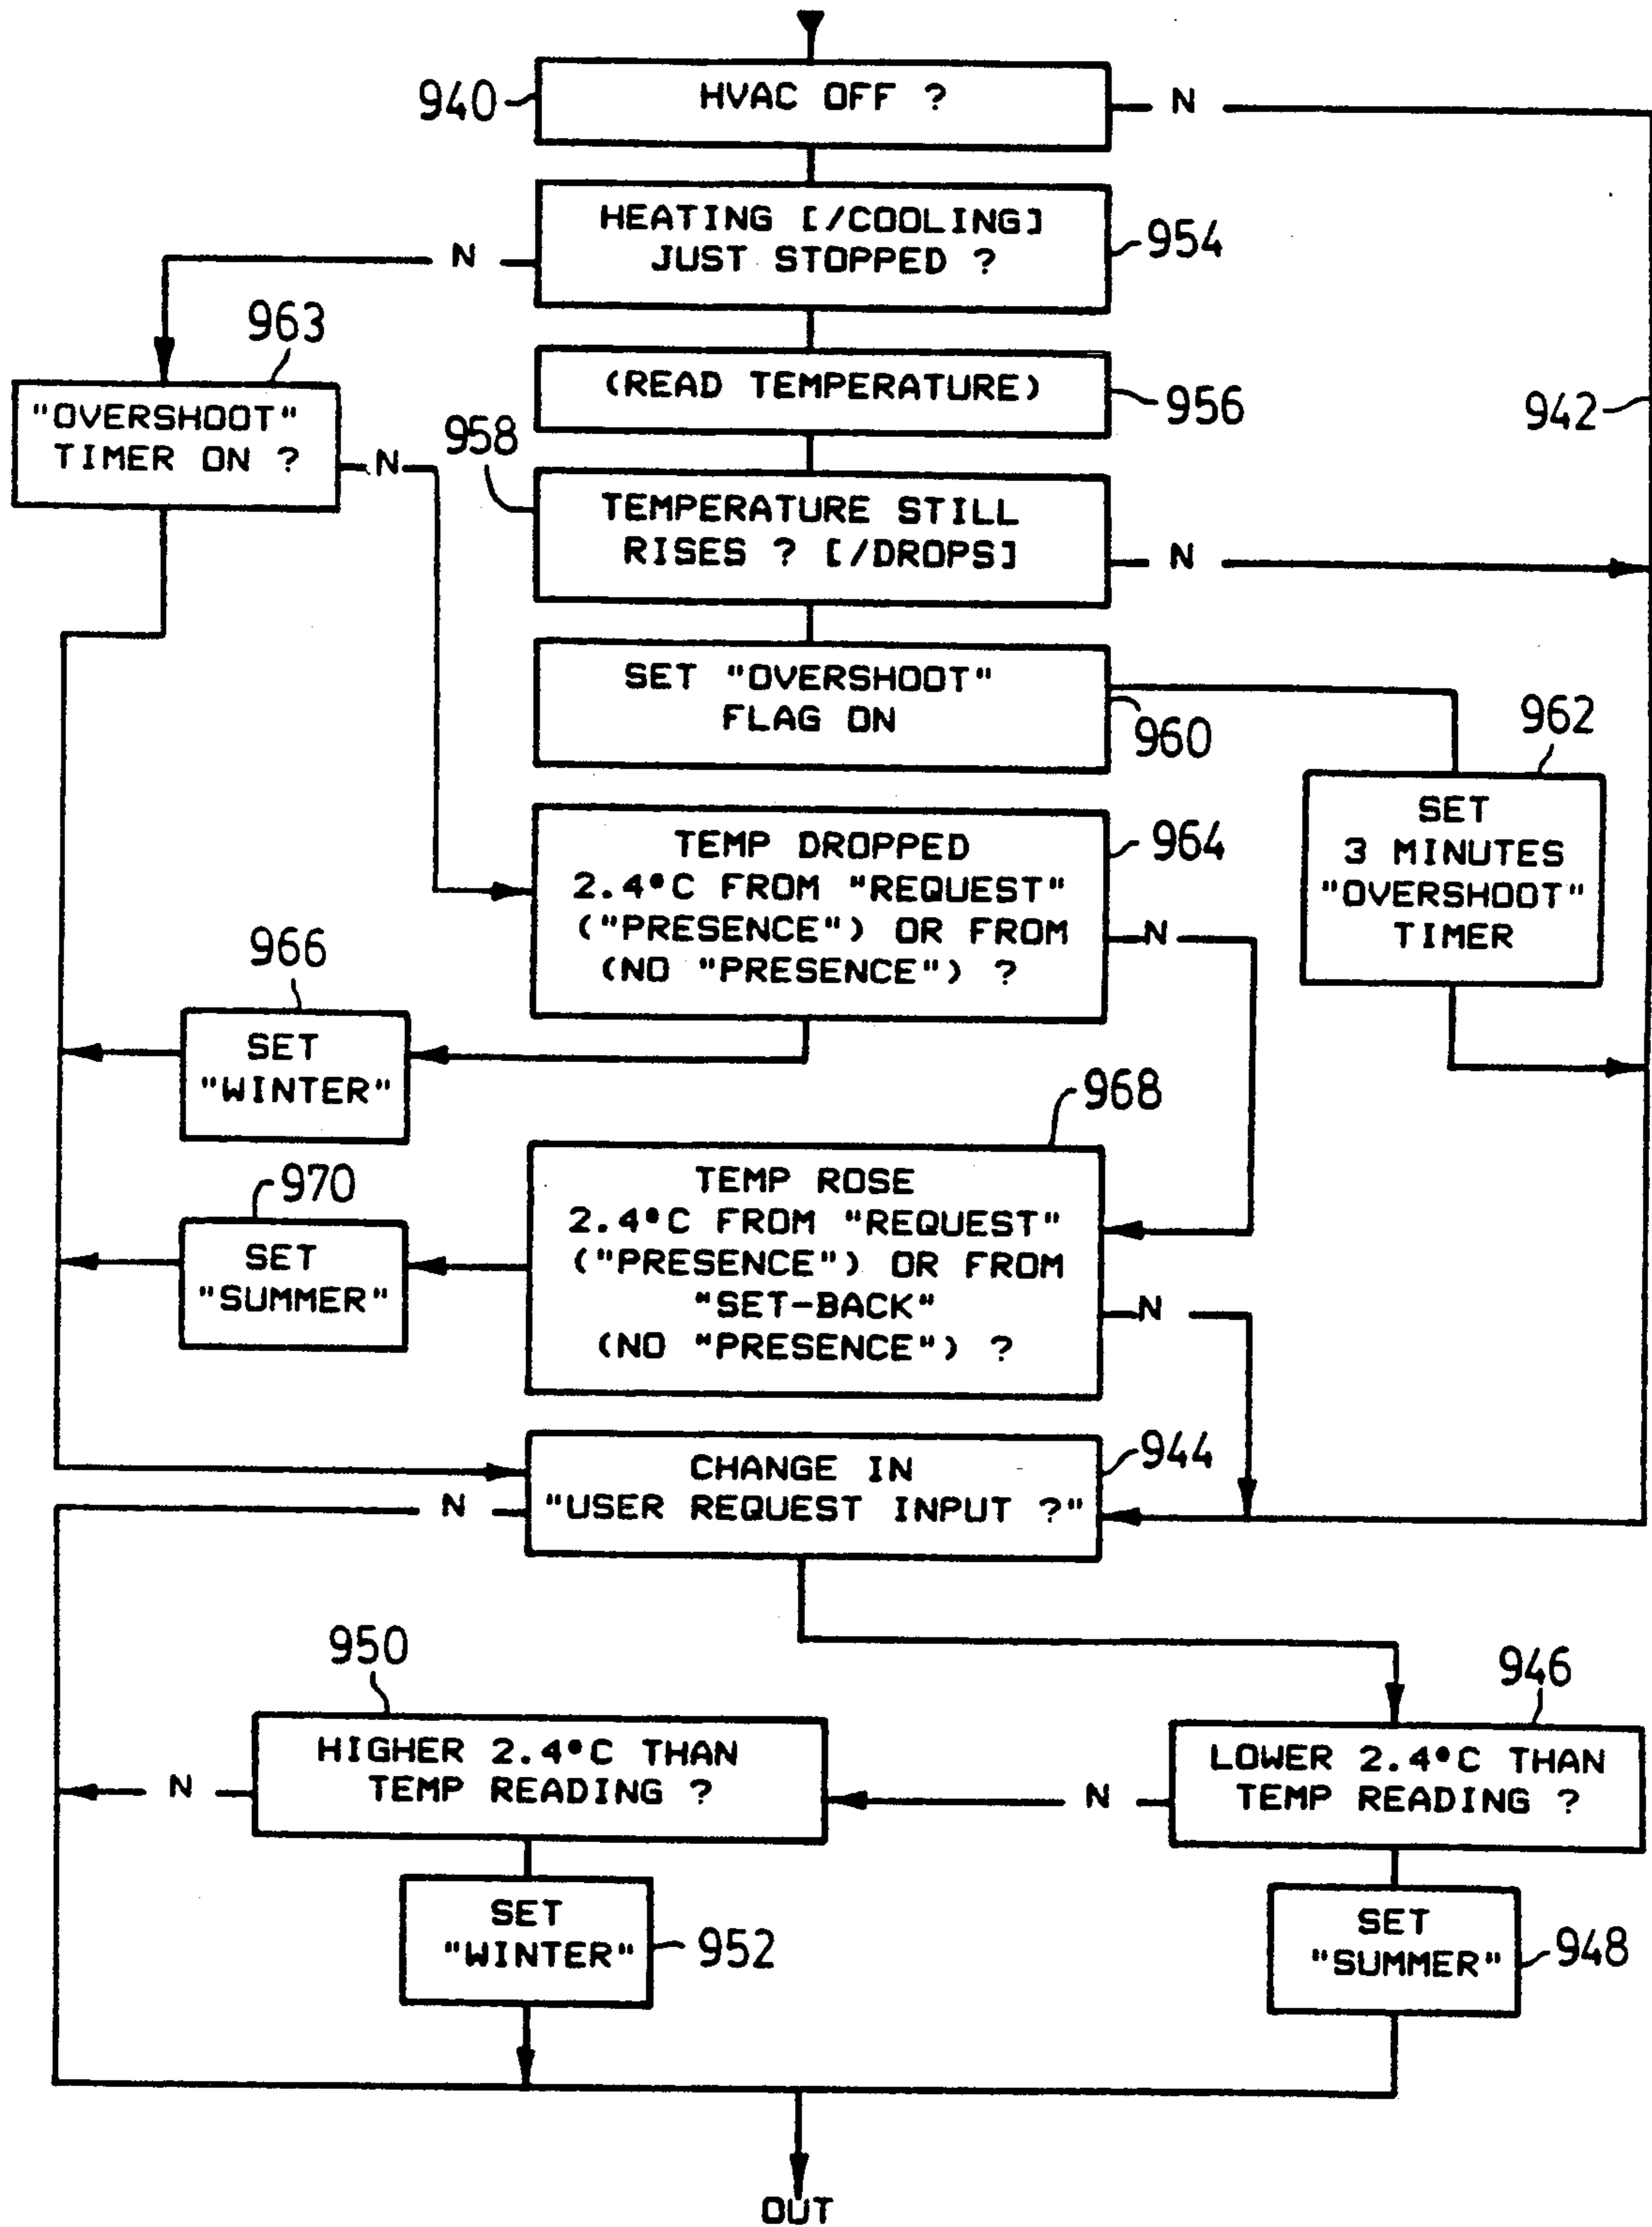 940
HVAC OFF ?
N
HEATING [/COOLING]
JUST STOPPED ?
954
N
963
"OVERSHOOT"
TIMER ON ?
N
(READ TEMPERATURE)
956
942
958
TEMPERATURE STILL
RISES ? [/DROPS]
N
SET "OVERSHOOT"
FLAG ON
960
962
SET
3 MINUTES
"OVERSHOOT"
TIMER
TEMP DROPPED
2.4°C FROM "REQUEST"
("PRESENCE") OR FROM
(NO "PRESENCE") ?
964
N
966
SET
"WINTER"
968
TEMP ROSE
2.4°C FROM "REQUEST"
("PRESENCE") OR FROM
"SET-BACK"
(NO "PRESENCE") ?
N
970
SET
"SUMMER"
CHANGE IN
"USER REQUEST INPUT ?"
944
N
950
HIGHER 2.4°C THAN
TEMP READING ?
N
N
946
LOWER 2.4°C THAN
TEMP READING ?
SET
"WINTER"
952
SET
"SUMMER"
948
OUT